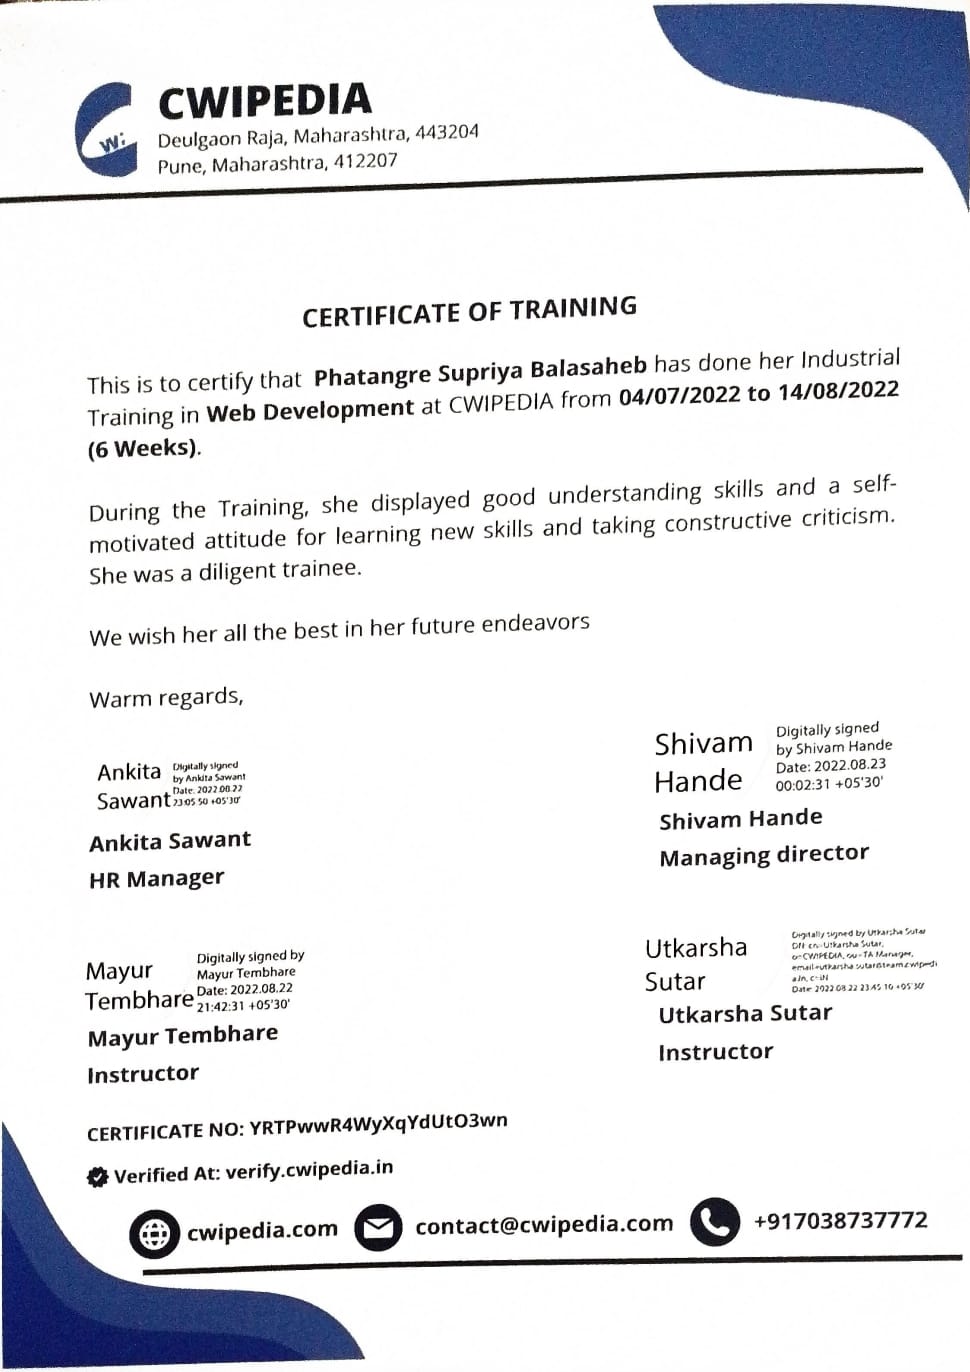 Wi
CWIPEDIA
Deulgaon Raja, Maharashtra, 443204
Pune, Maharashtra, 412207
CERTIFICATE OF TRAINING
This is to certify that Phatangre Supriya Balasaheb has done her Industrial
Training in Web Development at CWIPEDIA from 04/07/2022 to 14/08/2022
(6 Weeks).
During the Training, she displayed good understanding skills and a self-
motivated attitude for learning new skills and taking constructive criticism.
She was a diligent trainee.
We wish her all the best in her future endeavors
Warm regards,
Ankita
Sawant
Digitally signed
by Ankita Sawant
Date: 2022.08.22
23:05:50 +05'30'
Ankita Sawant
HR Manager
Shivam
Hande
Digitally signed
by Shivam Hande
Date: 2022.08.23
00:02:31 +05'30'
Shivam Hande
Managing director
Mayur
Tembhare
Digitally signed by
Mayur Tembhare
Date: 2022.08.22
21:42:31 +05'30'
Mayur Tembhare
Instructor
Utkarsha
Sutar
Digitally signed by Utkarsha Sutar
DN: cn=Utkarsha Sutar,
o=CWIPEDIA, ou=TA Manager,
email=utkarsha.sutar@team.cwipedi
a.in, c=IN
Date: 2022.08.22 23:45:16 +05'30'
Utkarsha Sutar
Instructor
CERTIFICATE NO: YRTPwwR4WyXqYdUtO3wn
Verified At: verify.cwipedia.in
cwipedia.com
contact@cwipedia.com
+917038737772